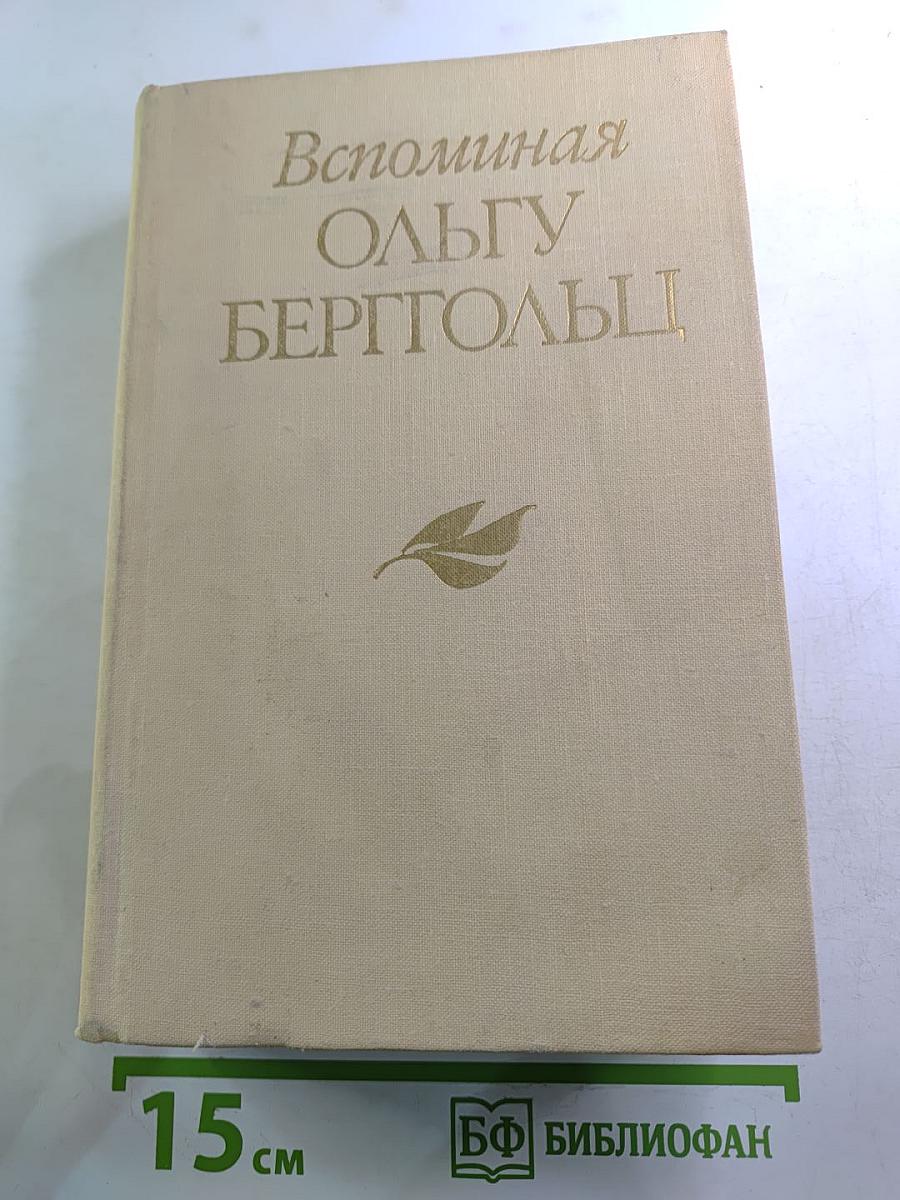 Вспоминая
ОЛЬГУ
БЕРГГОЛЬЦ
15 см
БФ БИБЛИОФАН